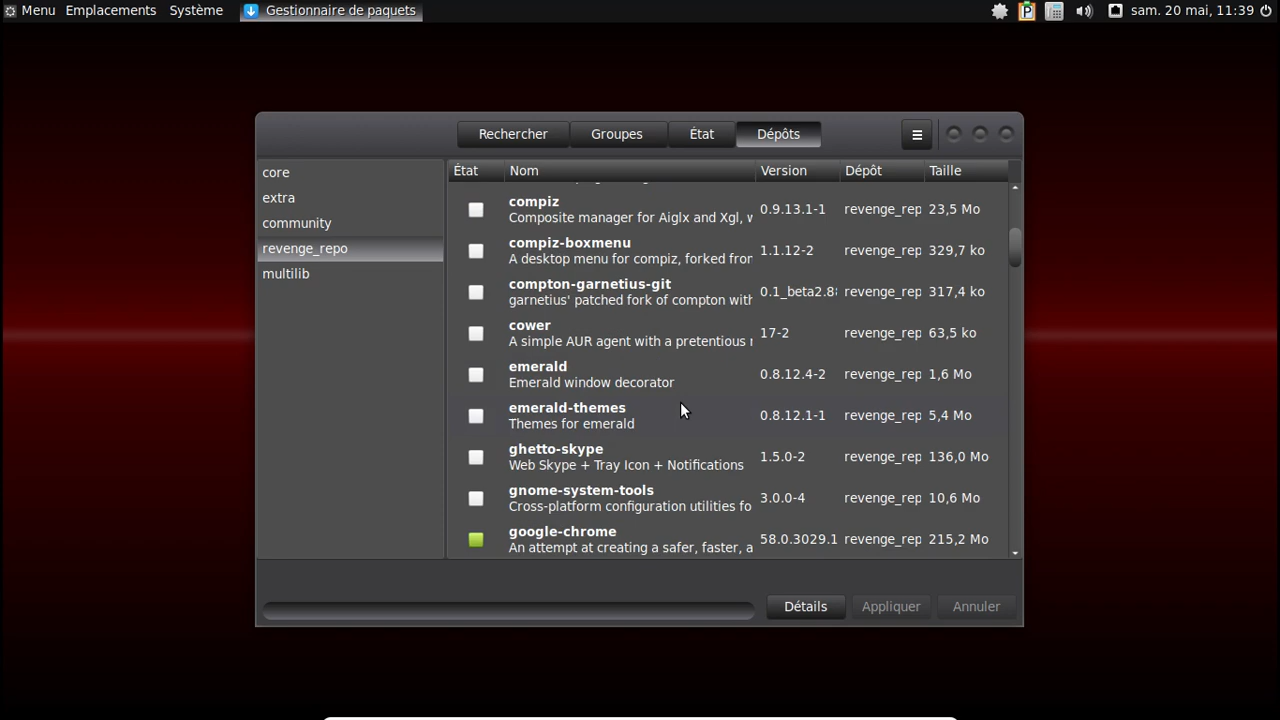 Menu Emplacements Système Gestionnaire de paquets P sam. 20 mai, 11:39
Rechercher Groupes État Dépôts
core
extra
community
revenge_repo
multilib
État Nom Version Dépôt Taille
compiz
Composite manager for Aiglx and Xgl, w
0.9.13.1-1 revenge_rep 23,5 Mo
compiz-boxmenu
A desktop menu for compiz, forked fron
1.1.12-2 revenge_rep 329,7 ko
compton-garnetius-git
garnetius' patched fork of compton with
0.1_beta2.8 revenge_rep 317,4 ko
cower
A simple AUR agent with a pretentious
17-2 revenge_rep 63,5 ko
emerald
Emerald window decorator
0.8.12.4-2 revenge_rep 1,6 Mo
emerald-themes
Themes for emerald
0.8.12.1-1 revenge_rep 5,4 Mo
ghetto-skype
Web Skype + Tray Icon + Notifications
1.5.0-2 revenge_rep 136,0 Mo
gnome-system-tools
Cross-platform configuration utilities fo
3.0.0-4 revenge_rep 10,6 Mo
google-chrome
An attempt at creating a safer, faster, a
58.0.3029.1 revenge_rep 215,2 Mo
Détails Appliquer Annuler